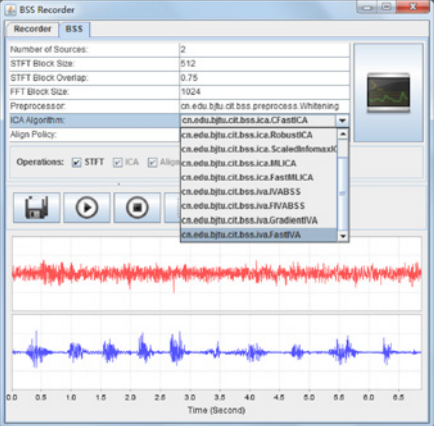 BSS Recorder
Recorder BSS
Number of Sources: 2
STFT Block Size: 512
STFT Block Overlap: 0.75
FFT Block Size: 1024
Preprocessor: cn.edu.bjtu.cit.bss.preprocess.Whitening
ICA Algorithm: cn.edu.bjtu.cit.bss.ica.CFastICA
Align Policy: cn.edu.bjtu.cit.bss.ica.RobustICA
cn.edu.bjtu.cit.bss.ica.ScaledInfomaxIC
cn.edu.bjtu.cit.bss.ica.MLICA
Operations: STFT ICA Align
cn.edu.bjtu.cit.bss.ica.FastMLICA
cn.edu.bjtu.cit.bss.iva.IVABSS
cn.edu.bjtu.cit.bss.iva.FIVABSS
cn.edu.bjtu.cit.bss.iva.GradientIVA
cn.edu.bjtu.cit.bss.iva.FastIVA
0.0 0.5 1.0 1.5 2.0 2.5 3.0 3.5 4.0 4.5 5.0 5.5 6.0 6.5
Time (Second)